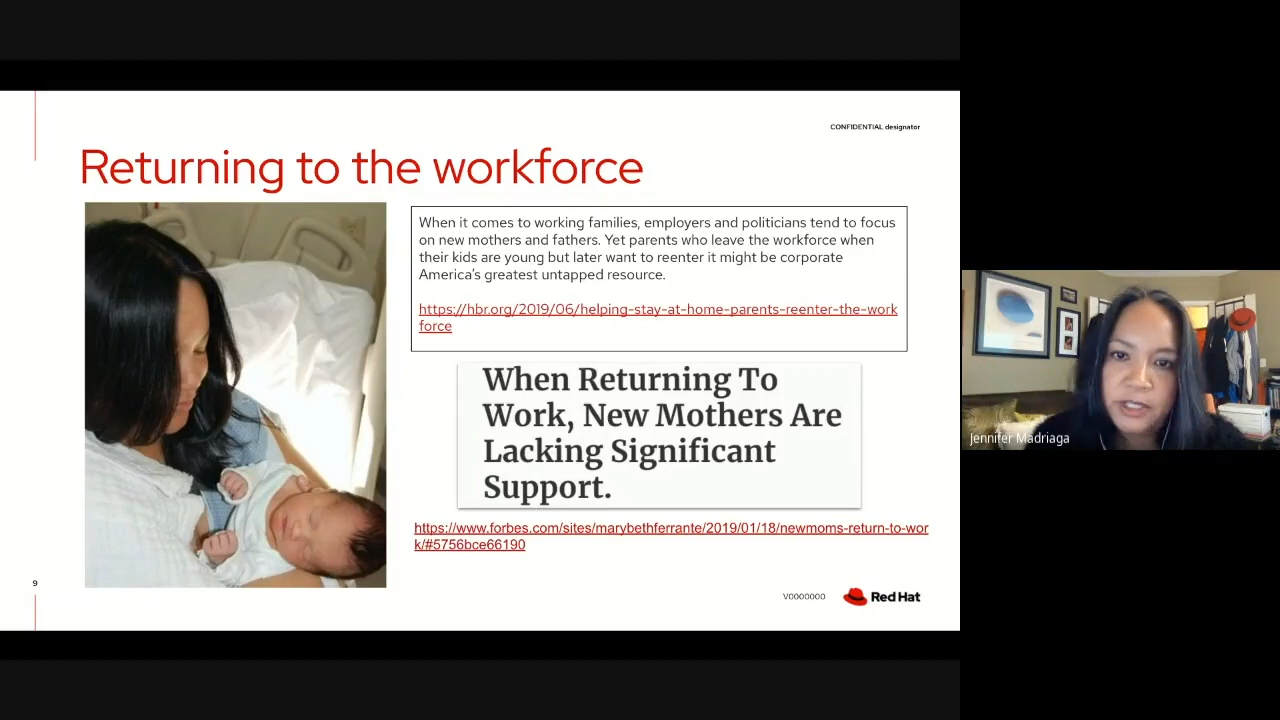 CONFIDENTIAL designator
Returning to the workforce
When it comes to working families, employers and politicians tend to focus
on new mothers and fathers. Yet parents who leave the workforce when
their kids are young but later want to reenter it might be corporate
America’s greatest untapped resource.
https://hbr.org/2019/06/helping-stay-at-home-parents-reenter-the-work
force
When Returning To
Work, New Mothers Are
Lacking Significant
Support.
https://www.forbes.com/sites/marybethferrante/2019/01/18/newmoms-return-to-wor
k/#5756bce66190
9
V0000000
Red Hat
Jennifer Madriaga